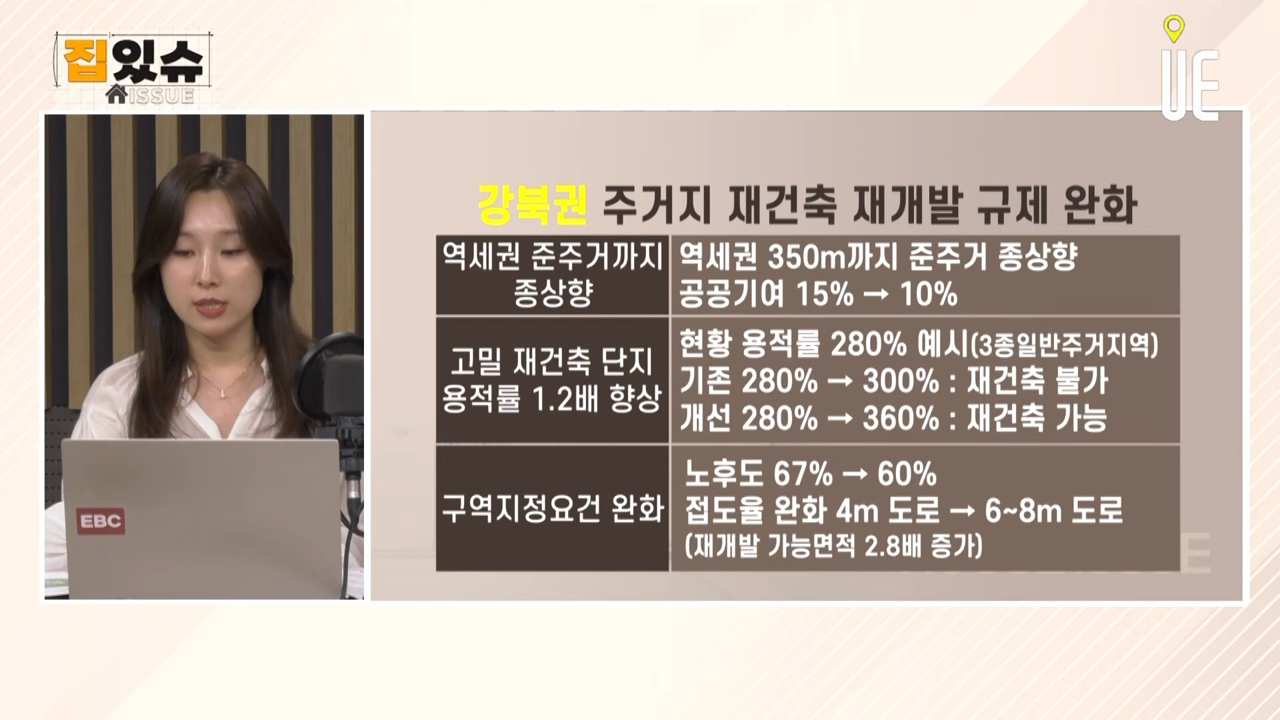 집있슈
ISSUE
UE
강북권 주거지 재건축 재개발 규제 완화
역세권 준주거까지
종상향
역세권 350m까지 준주거 종상향
공공기여 15% → 10%
고밀 재건축 단지
용적률 1.2배 향상
현황 용적률 280% 예시(3종일반주거지역)
기존 280% → 300% : 재건축 불가
개선 280% → 360% : 재건축 가능
구역지정요건 완화
노후도 67% → 60%
접도율 완화 4m 도로 → 6~8m 도로
(재개발 가능면적 2.8배 증가)
EBC